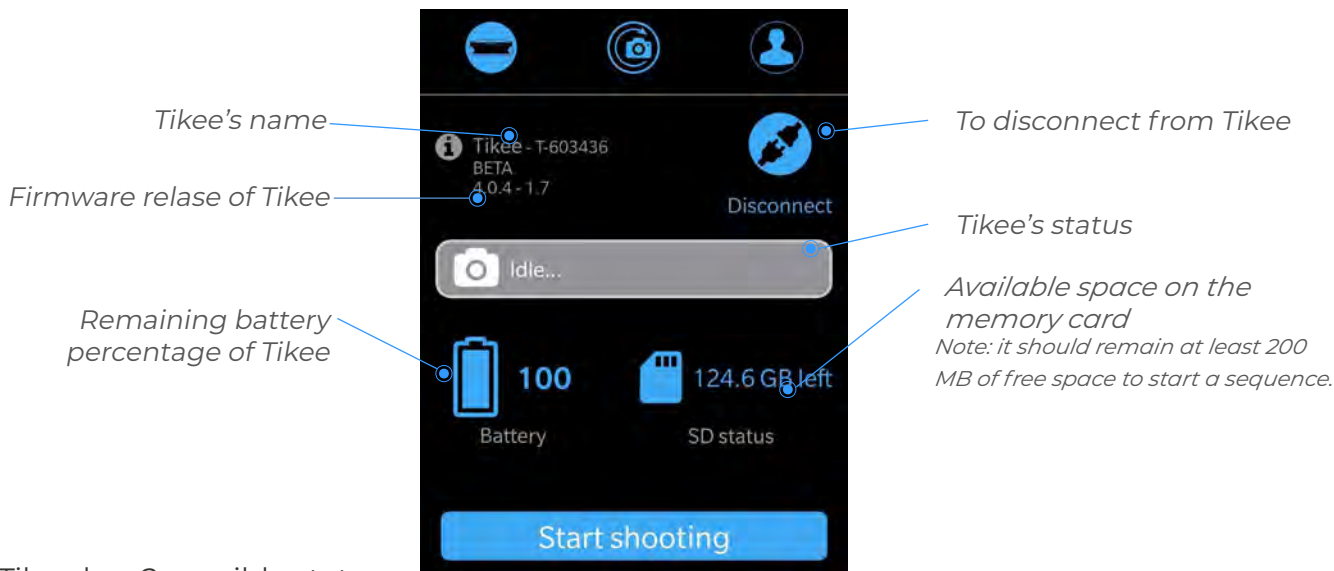 Tikee's name
Firmware relase of Tikee
Remaining battery
percentage of Tikee
Tikee - T-603436
BETA
4.0.4 - 1.7
Disconnect
Idle...
100
124.6 GB left
Battery
SD status
Start shooting
To disconnect from Tikee
Tikee's status
Available space on the
memory card
Note: it should remain at least 200
MB of free space to start a sequence.